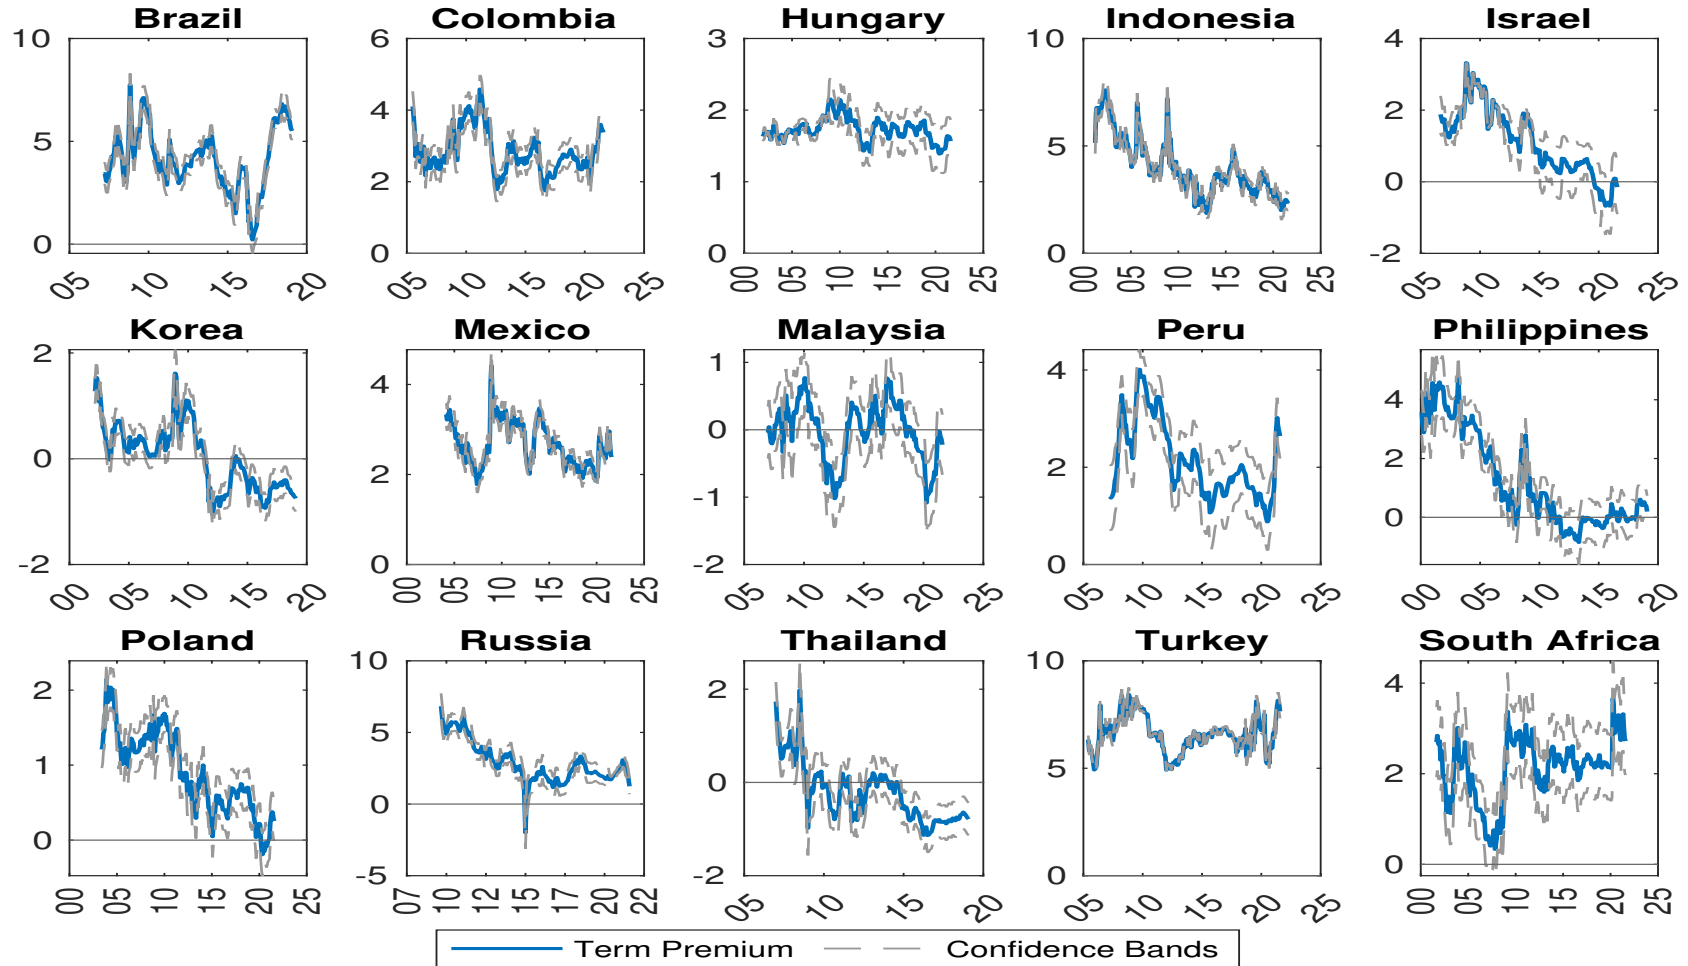 Brazil Colombia Hungary Indonesia Israel
10 5 0 05 10 15 20
6 4 2 0 05 10 15 20 25
3 2 1 0 00 05 10 15 20 25
10 5 0 00 05 10 15 20 25
4 2 0 -2 05 10 15 20 25
Korea Mexico Malaysia Peru Philippines
2 0 -2 00 05 10 15 20
4 2 0 00 05 10 15 20 25
1 0 -1 -2 05 10 15 20 25
4 2 0 05 10 15 20 25
4 2 0 00 05 10 15 20
Poland Russia Thailand Turkey South Africa
2 1 0 00 05 10 15 20 25
10 5 0 -5 07 10 12 15 17 20 22
2 0 -2 05 10 15 20
10 5 0 05 10 15 20 25
4 2 0 00 05 10 15 20 25
Term Premium Confidence Bands